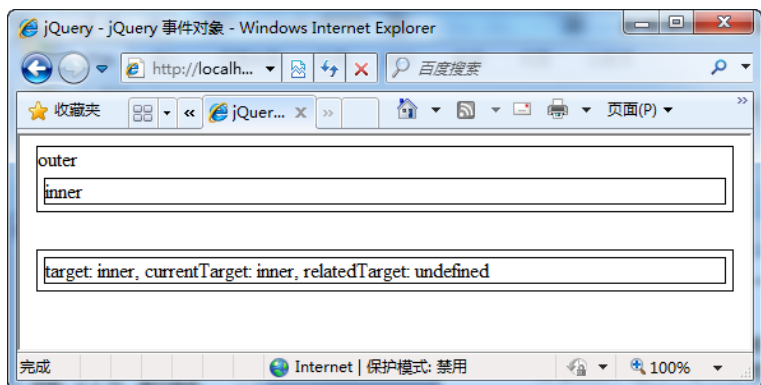 jQuery - jQuery 事件对象 - Windows Internet Explorer
http://localh... 百度搜索
收藏夹 « jQuer... x » 页面(P) »
outer
inner
target: inner, currentTarget: inner, relatedTarget: undefined
完成 Internet | 保护模式: 禁用 100%